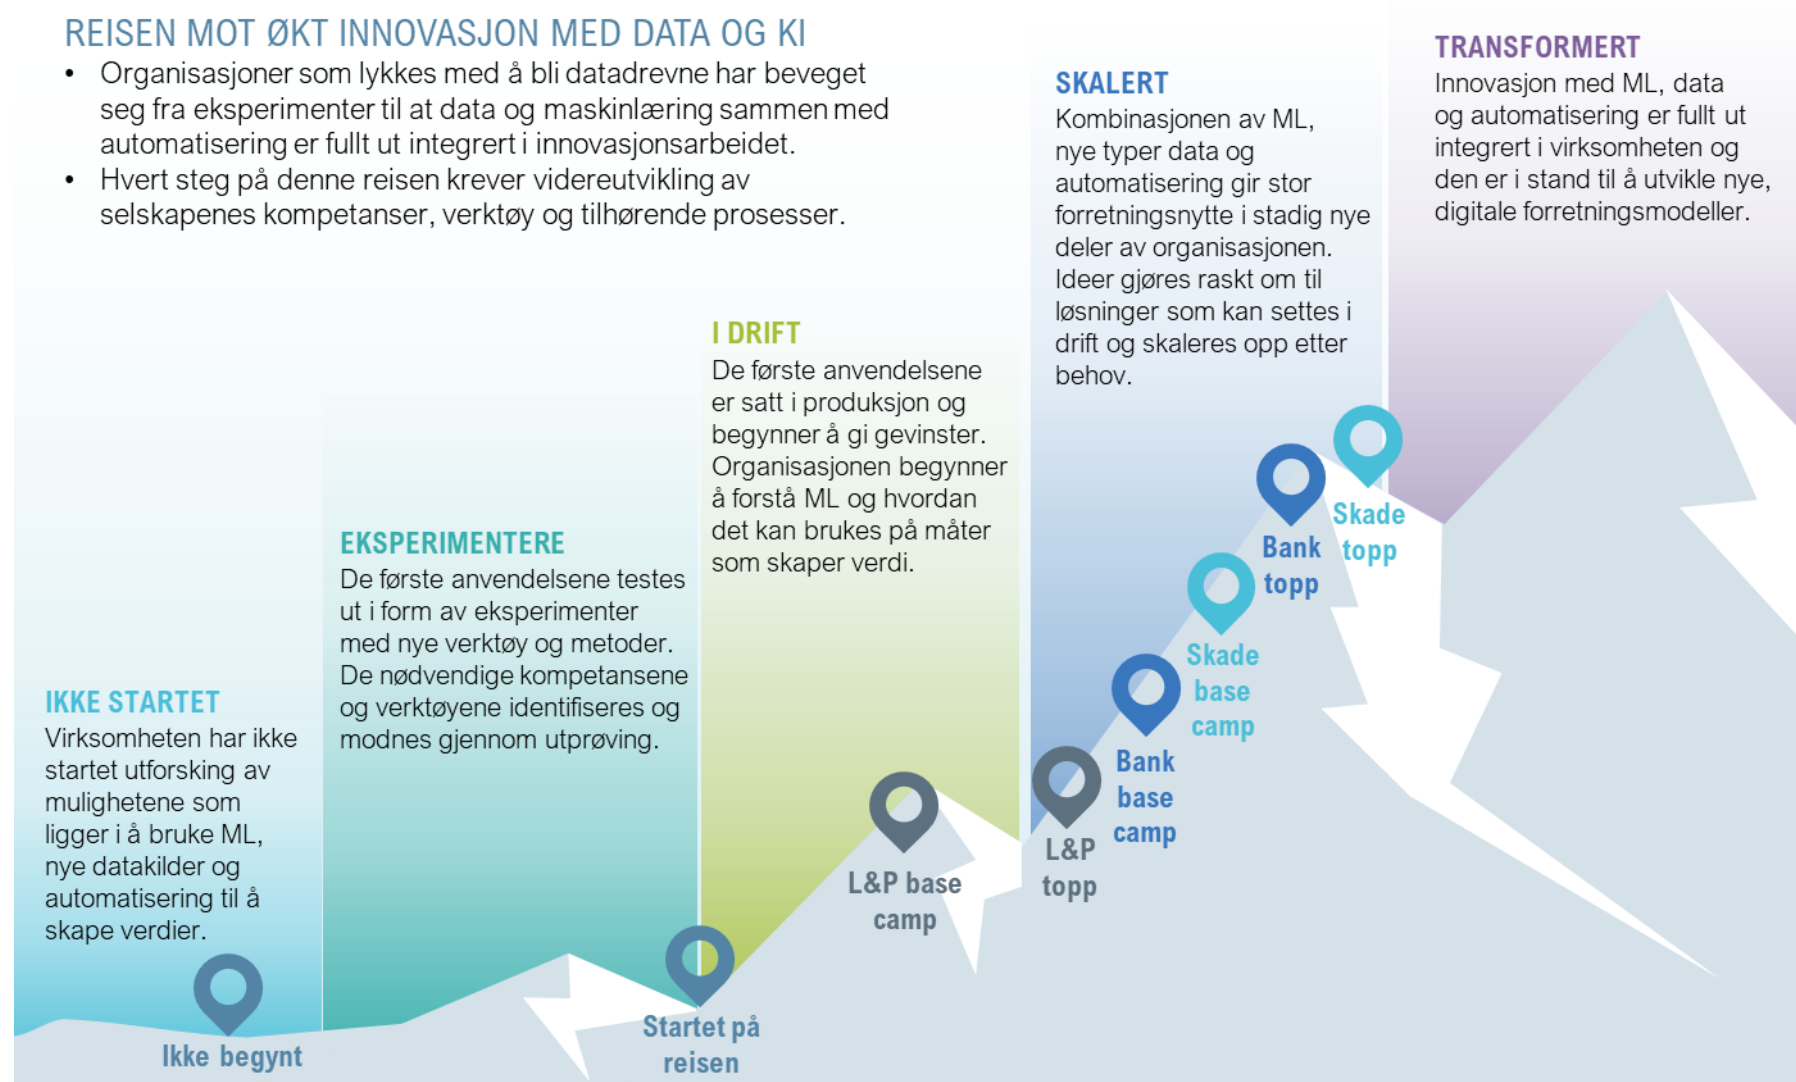 REISEN MOT ØKT INNOVASJON MED DATA OG KI
• Organisasjoner som lykkes med å bli datadrevne har beveget
seg fra eksperimenter til at data og maskinlæring sammen med
automatisering er fullt ut integrert i innovasjonsarbeidet.
• Hvert steg på denne reisen krever videreutvikling av
selskapenes kompetanser, verktøy og tilhørende prosesser.
IKKE STARTET
Virksomheten har ikke
startet utforsking av
mulighetene som
ligger i å bruke ML,
nye datakilder og
automatisering til å
skape verdier.
EKSPERIMENTERE
De første anvendelsene testes
ut i form av eksperimenter
med nye verktøy og metoder.
De nødvendige kompetansene
og verktøyene identifiseres og
modnes gjennom utprøving.
I DRIFT
De første anvendelsene
er satt i produksjon og
begynner å gi gevinster.
Organisasjonen begynner
å forstå ML og hvordan
det kan brukes på måter
som skaper verdi.
SKALERT
Kombinasjonen av ML,
nye typer data og
automatisering gir stor
forretningsnytte i stadig nye
deler av organisasjonen.
Ideer gjøres raskt om til
løsninger som kan settes i
drift og skaleres opp etter
behov.
TRANSFORMERT
Innovasjon med ML, data
og automatisering er fullt ut
integrert i virksomheten og
den er i stand til å utvikle nye,
digitale forretningsmodeller.
Ikke begynt
Startet på
reisen
L&P base
camp
L&P
topp
Bank
base
camp
Skade
base
camp
Bank
topp
Skade
topp